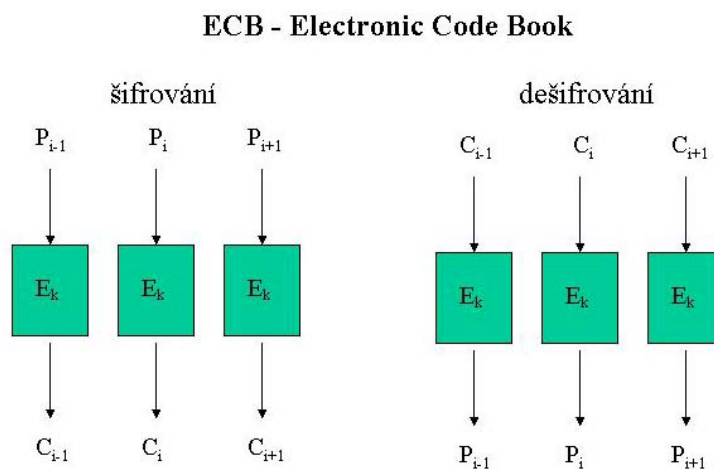 ECB - Electronic Code Book
šifrování
P_{i-1} P_i P_{i+1}
E_k E_k E_k
C_{i-1} C_i C_{i+1}
dešifrování
C_{i-1} C_i C_{i+1}
E_k E_k E_k
P_{i-1} P_i P_{i+1}